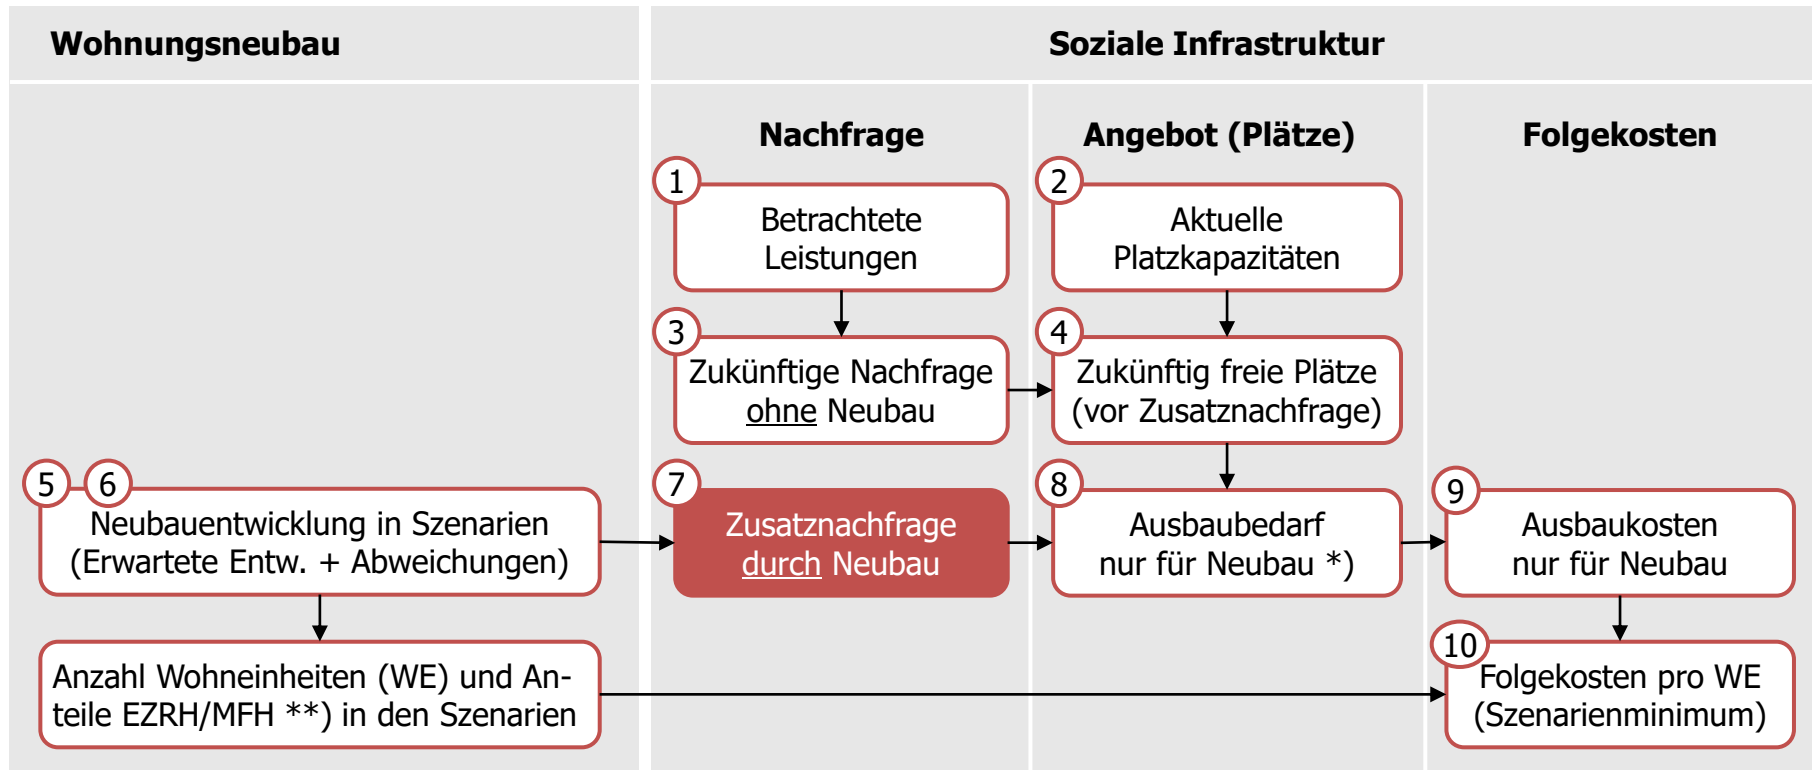 Wohnungsneubau
Soziale Infrastruktur
Nachfrage
Angebot (Plätze)
Folgekosten
1
Betrachtete
Leistungen
2
Aktuelle
Platzkapazitäten
3
Zukünftige Nachfrage
ohne Neubau
4
Zukünftig freie Plätze
(vor Zusatznachfrage)
5
6
Neubauentwicklung in Szenarien
(Erwartete Entw. + Abweichungen)
7
Zusatznachfrage
durch Neubau
8
Ausbaubedarf
nur für Neubau *)
9
Ausbaukosten
nur für Neubau
Anzahl Wohneinheiten (WE) und An-
teile EZRH/MFH **) in den Szenarien
10
Folgekosten pro WE
(Szenarienminimum)